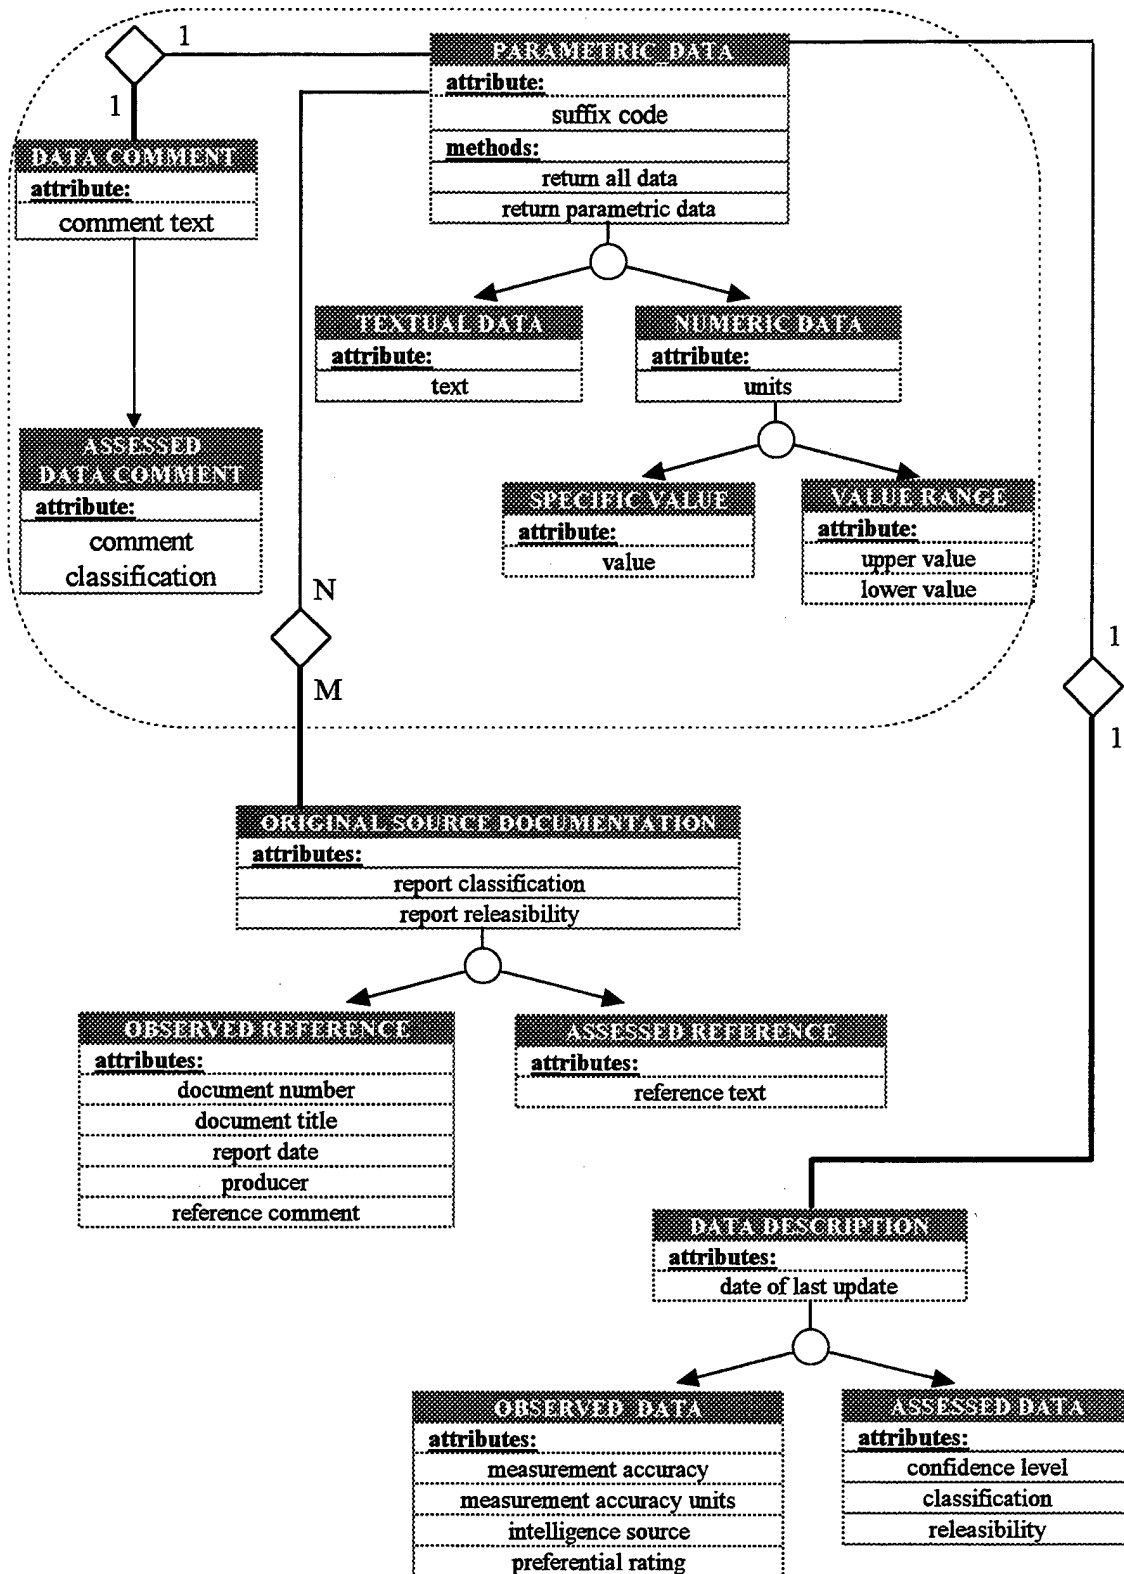 1
PARAMETRIC DATA
attribute:
suffix code
methods:
return all data
return parametric data
1
DATA COMMENT
attribute:
comment text
TEXTUAL DATA
attribute:
text
NUMERIC DATA
attribute:
units
ASSESSED
DATA COMMENT
attribute:
comment
classification
SPECIFIC VALUE
attribute:
value
VALUE RANGE
attribute:
upper value
lower value
N
M
1
1
ORIGINAL SOURCE DOCUMENTATION
attributes:
report classification
report releasibility
OBSERVED REFERENCE
attributes:
document number
document title
report date
producer
reference comment
ASSESSED REFERENCE
attributes:
reference text
DATA DESCRIPTION
attributes:
date of last update
OBSERVED DATA
attributes:
measurement accuracy
measurement accuracy units
intelligence source
preferential rating
ASSESSED DATA
attributes:
confidence level
classification
releasibility